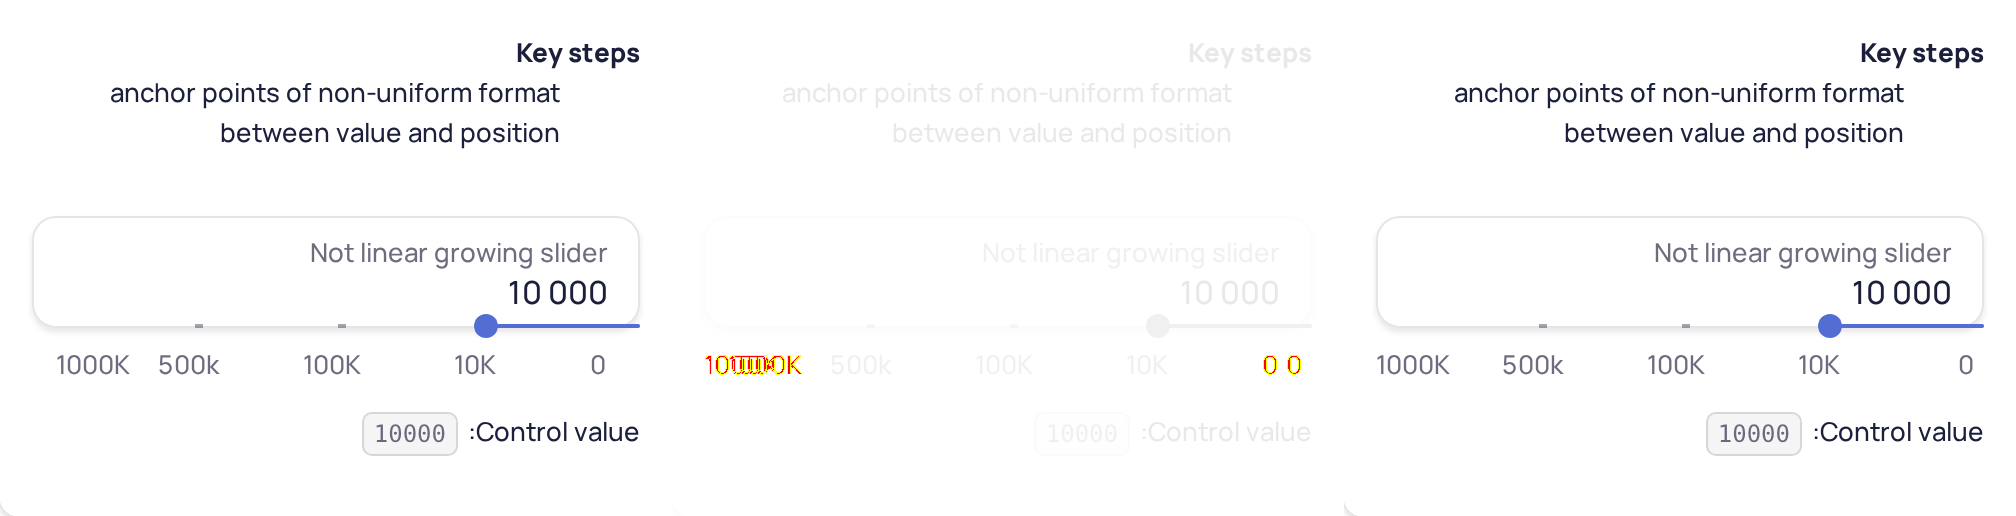 Key steps
anchor points of non-uniform format
between value and position
Not linear growing slider
10 000
1000K 500k 100K 10K 0
10000 :Control value
Key steps
anchor points of non-uniform format
between value and position
Not linear growing slider
10 000
500k 100K 10K 0 0
10000 :Control value
Key steps
anchor points of non-uniform format
between value and position
Not linear growing slider
10 000
1000K 500k 100K 10K 0
10000 :Control value